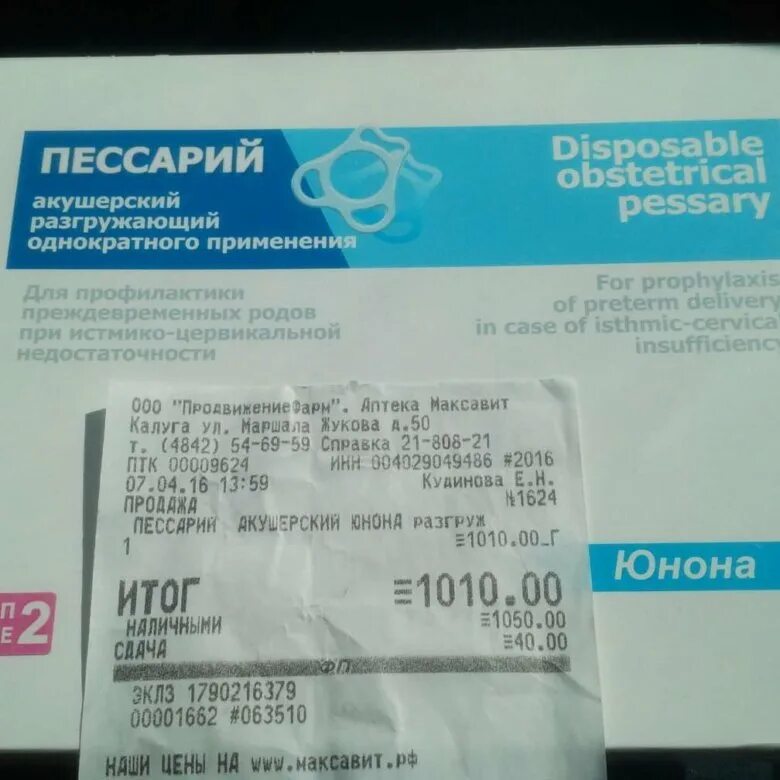 ПЕССАРИЙ
акушерский
разгружающий
однократного применения
Disposable
obstetrical
pessary
Для профилактики
преждевременных родов
при истмико-цервикальной
недостаточности
For prophylaxis
of preterm delivery
in case of isthmic-cervica
insufficienc
ООО "ПродвижениеФарм". Аптека Максавит
Калуга ул. Маршала Жукова д.50
т. (4842) 54-69-59 Справка 21-808-21
ПТК 00009624 ИНН 004029049486 #2016
07.04.16 13:59 Кудинова Е.Н.
ПРОДАЖА №1624
ПЕССАРИЙ АКУШЕРСКИЙ ЮНОНА разгруж
1 ≡1010.00_Г
ИТОГ ≡1010.00
НАЛИЧНЫМИ ≡1050.00
СДАЧА ≡40.00
ФП
ЭКЛЗ 1790216379
00001662 #063510
НАШИ ЦЕНЫ НА www.максавит.рф
Юнона
П
Е 2